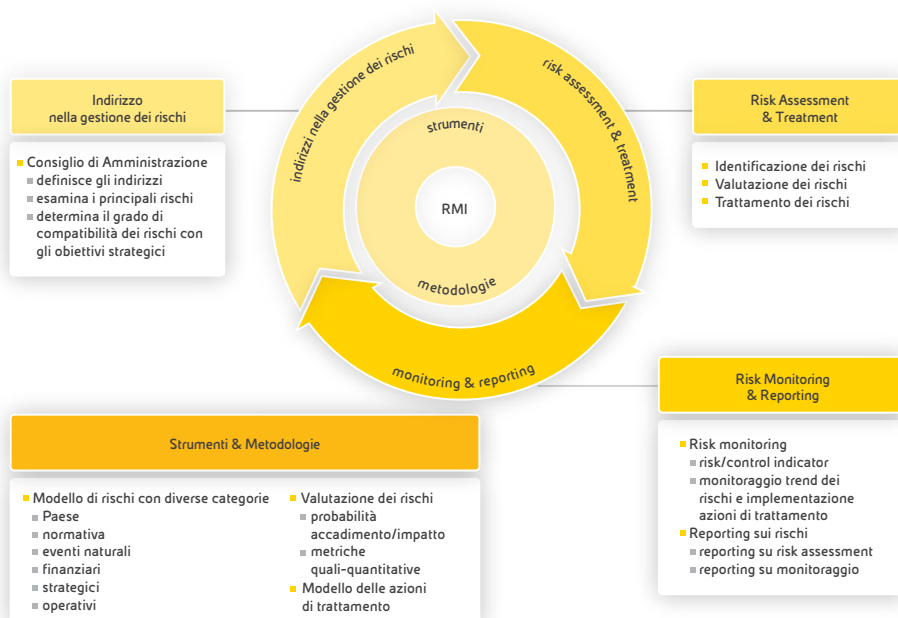 indirizzi nella gestione dei rischi
risk assessment & treatment
monitoring & reporting
strumenti
RMI
metodologie
Indirizzo
nella gestione dei rischi
Consiglio di Amministrazione
definisce gli indirizzi
esamina i principali rischi
determina il grado di
compatibilità dei rischi con
gli obiettivi strategici
Risk Assessment
& Treatment
Identificazione dei rischi
Valutazione dei rischi
Trattamento dei rischi
Risk Monitoring
& Reporting
Risk monitoring
risk/control indicator
monitoraggio trend dei
rischi e implementazione
azioni di trattamento
Reporting sui rischi
reporting su risk assessment
reporting su monitoraggio
Strumenti & Metodologie
Modello di rischi con diverse categorie
Paese
normativa
eventi naturali
finanziari
strategici
operativi
Valutazione dei rischi
probabilità
accadimento/impatto
metriche
quali-quantitative
Modello delle azioni
di trattamento